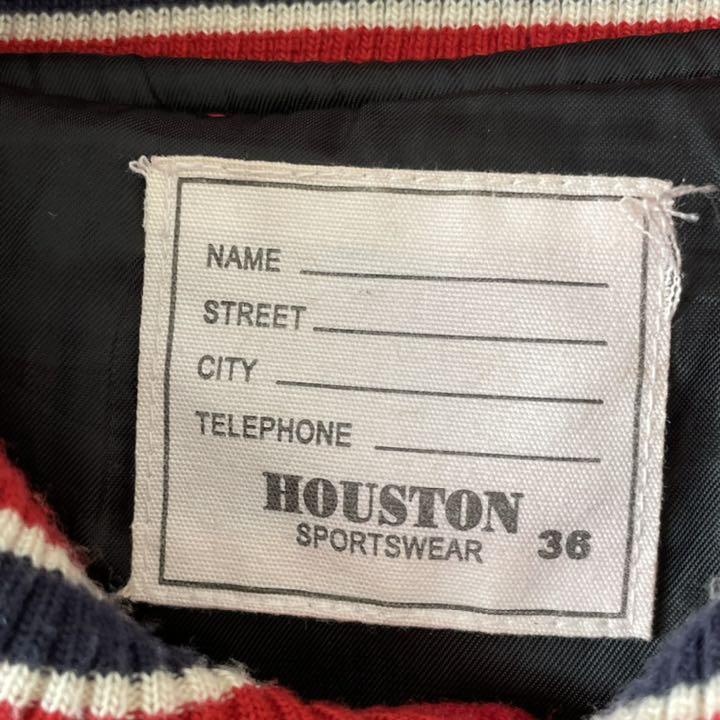 NAME
STREET
CITY
TELEPHONE
HOUSTON
SPORTSWEAR 36